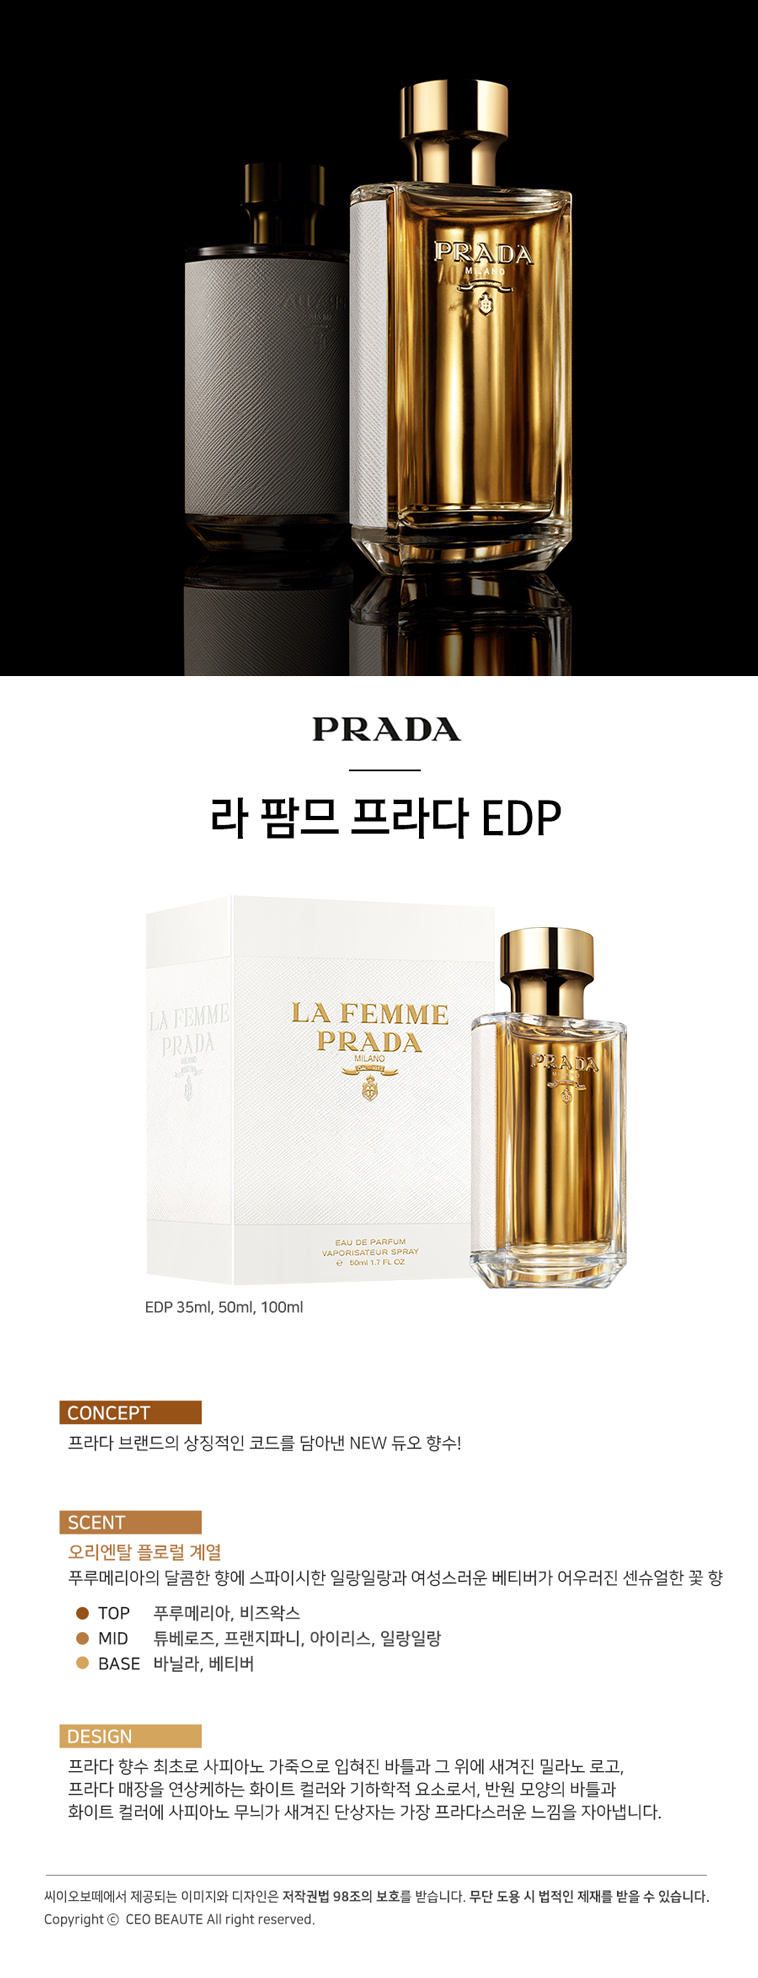 PRADA
MILANO
PRADA
라 팜므 프라다 EDP
LA FEMME
PRADA
MILANO
LA FEMME
PRADA
MILANO
PRADA
EAU DE PARFUM
VAPORISATEUR SPRAY
e 50ml 1.7 FL OZ
EDP 35ml, 50ml, 100ml
CONCEPT
프라다 브랜드의 상징적인 코드를 담아낸 NEW 듀오 향수!
SCENT
오리엔탈 플로럴 계열
푸루메리아의 달콤한 향에 스파이시한 일랑일랑과 여성스러운 베티버가 어우러진 센슈얼한 꽃 향
TOP 푸루메리아, 비즈왁스
MID 튜베로즈, 프랜지파니, 아이리스, 일랑일랑
BASE 바닐라, 베티버
DESIGN
프라다 향수 최초로 사피아노 가죽으로 입혀진 바틀과 그 위에 새겨진 밀라노 로고,
프라다 매장을 연상케하는 화이트 컬러와 기하학적 요소로서, 반원 모양의 바틀과
화이트 컬러에 사피아노 무늬가 새겨진 단상자는 가장 프라다스러운 느낌을 자아냅니다.
씨이오보떼에서 제공되는 이미지와 디자인은 저작권법 98조의 보호를 받습니다. 무단 도용 시 법적인 제재를 받을 수 있습니다.
Copyright ⓒ CEO BEAUTE All right reserved.